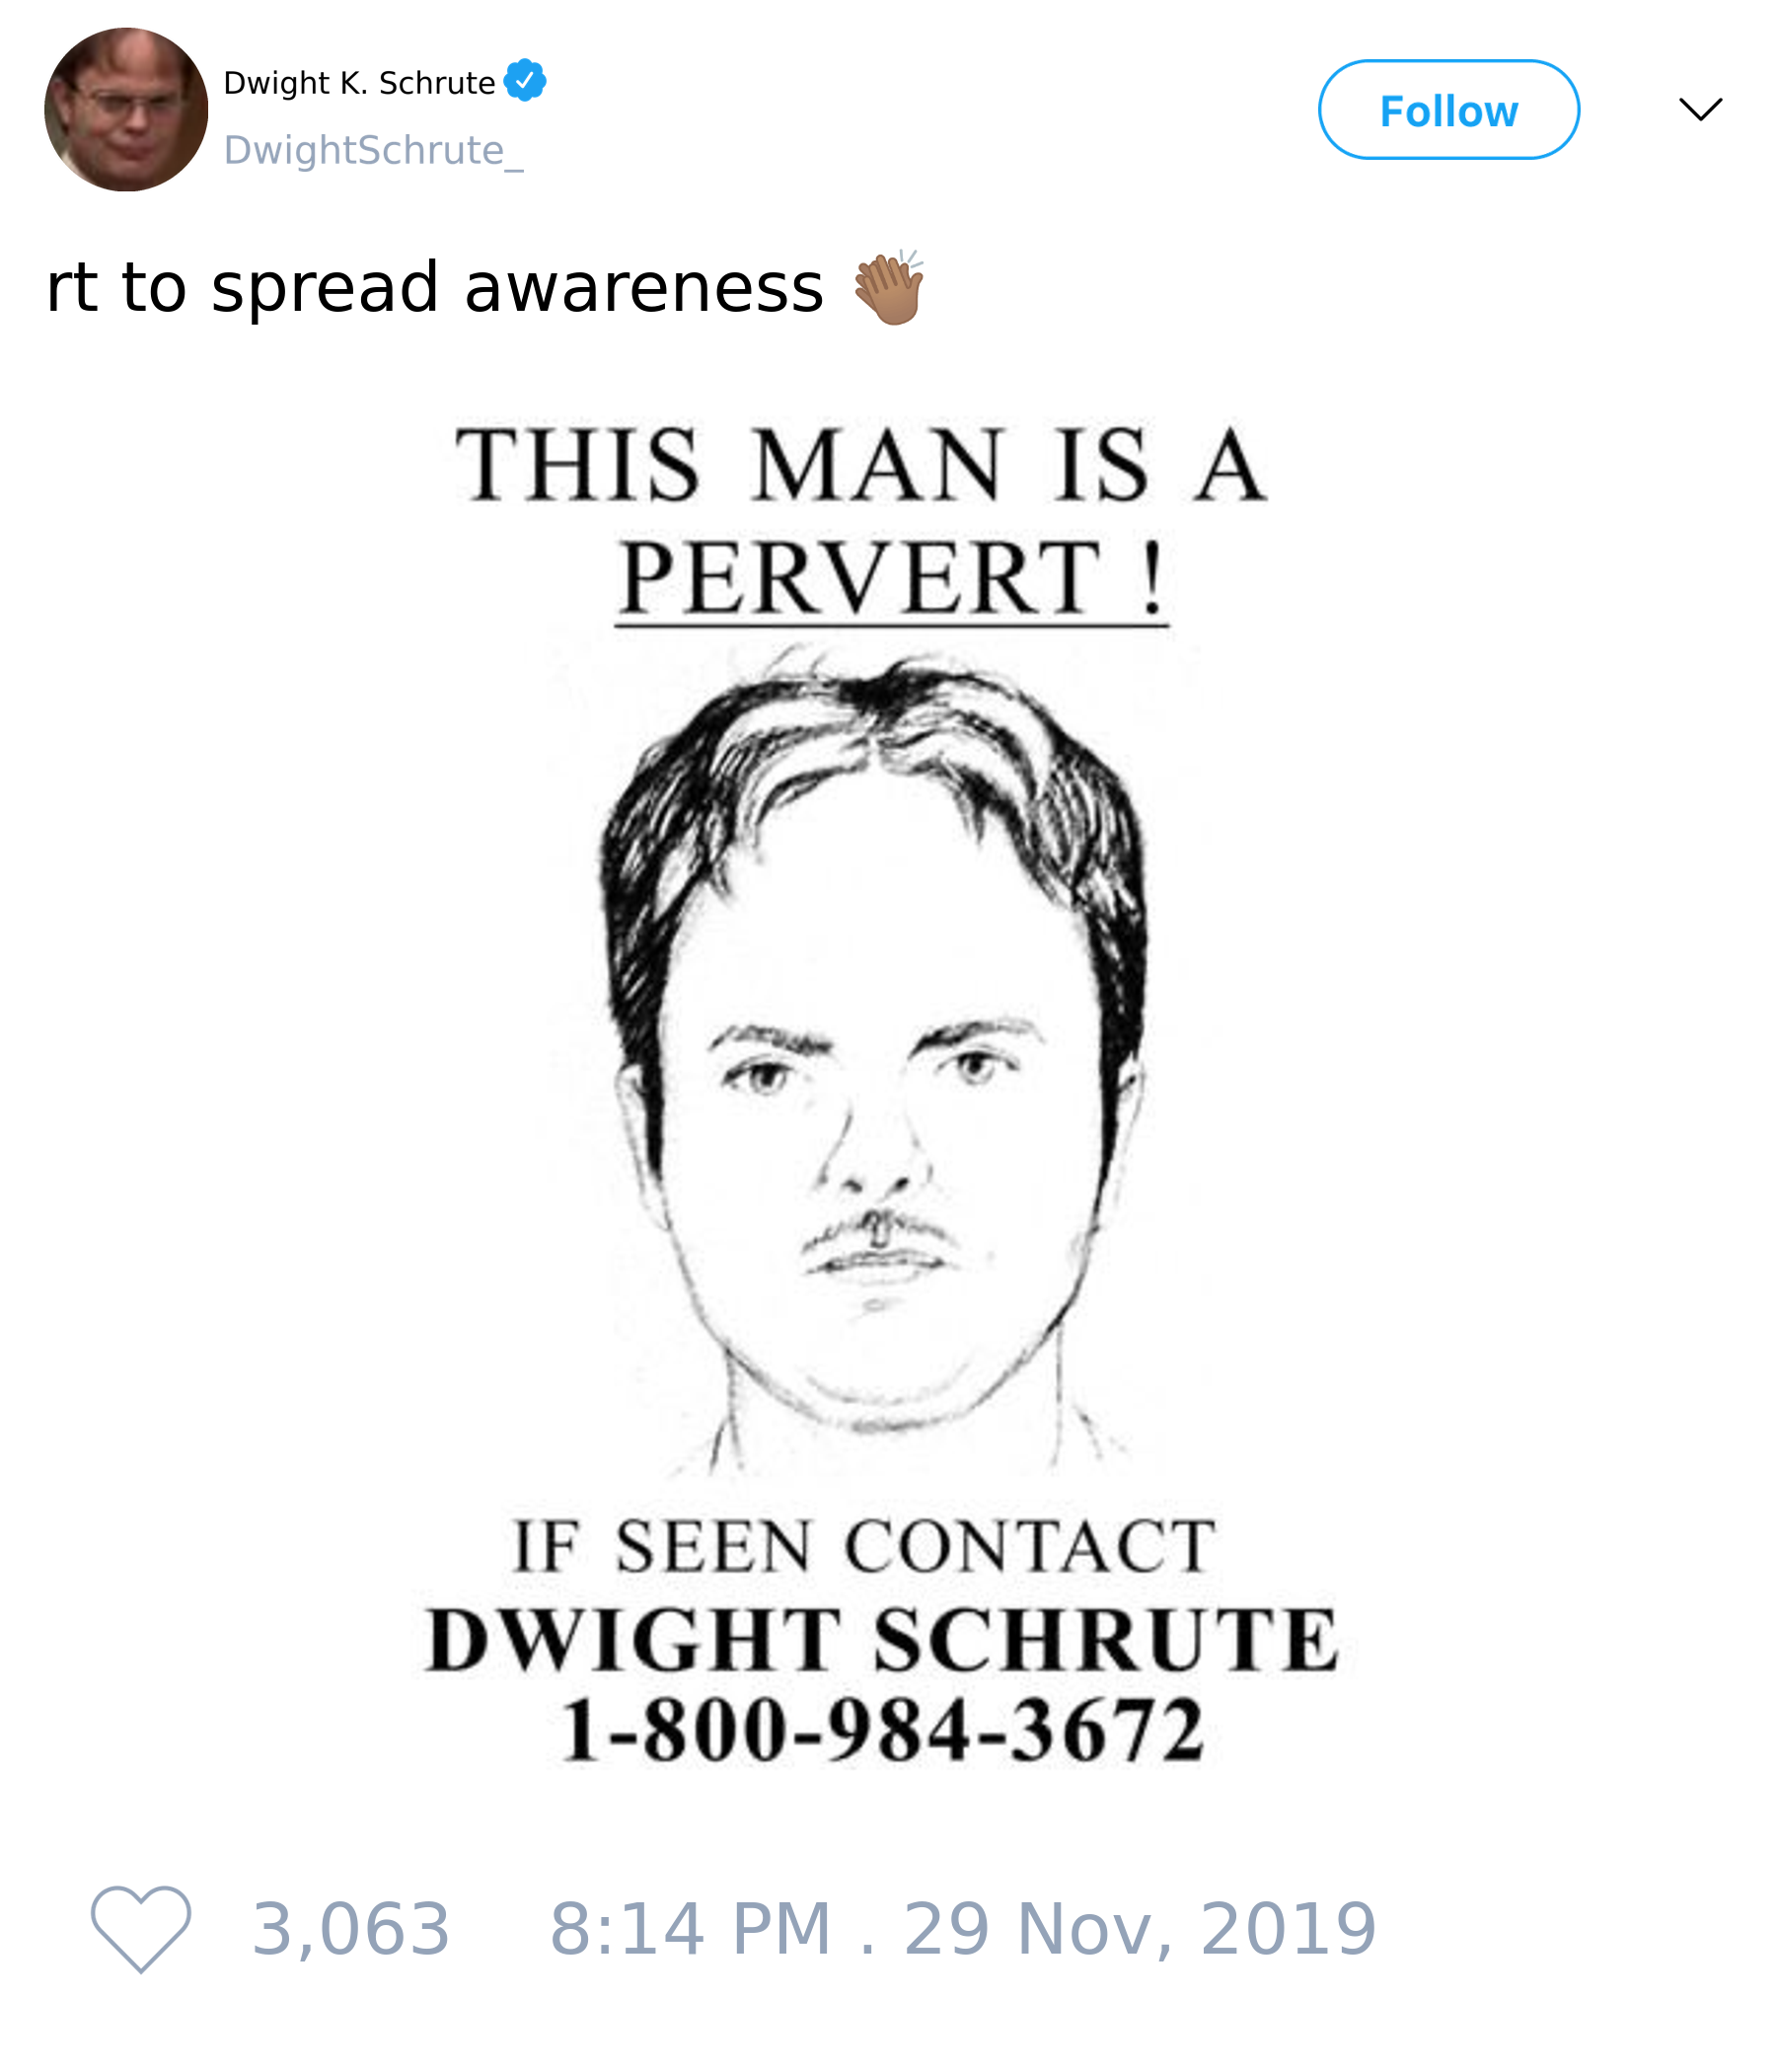 Dwight K. Schrute
DwightSchrute_
Follow
rt to spread awareness 👏🏽
THIS MAN IS A
PERVERT !
IF SEEN CONTACT
DWIGHT SCHRUTE
1-800-984-3672
3,063 8:14 PM . 29 Nov, 2019